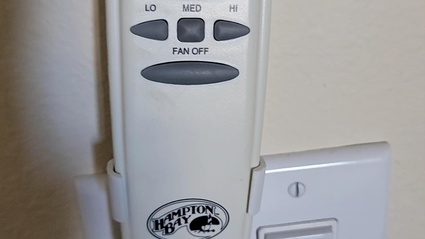 LO MED HI
FAN OFF
HAMPTON
BAY